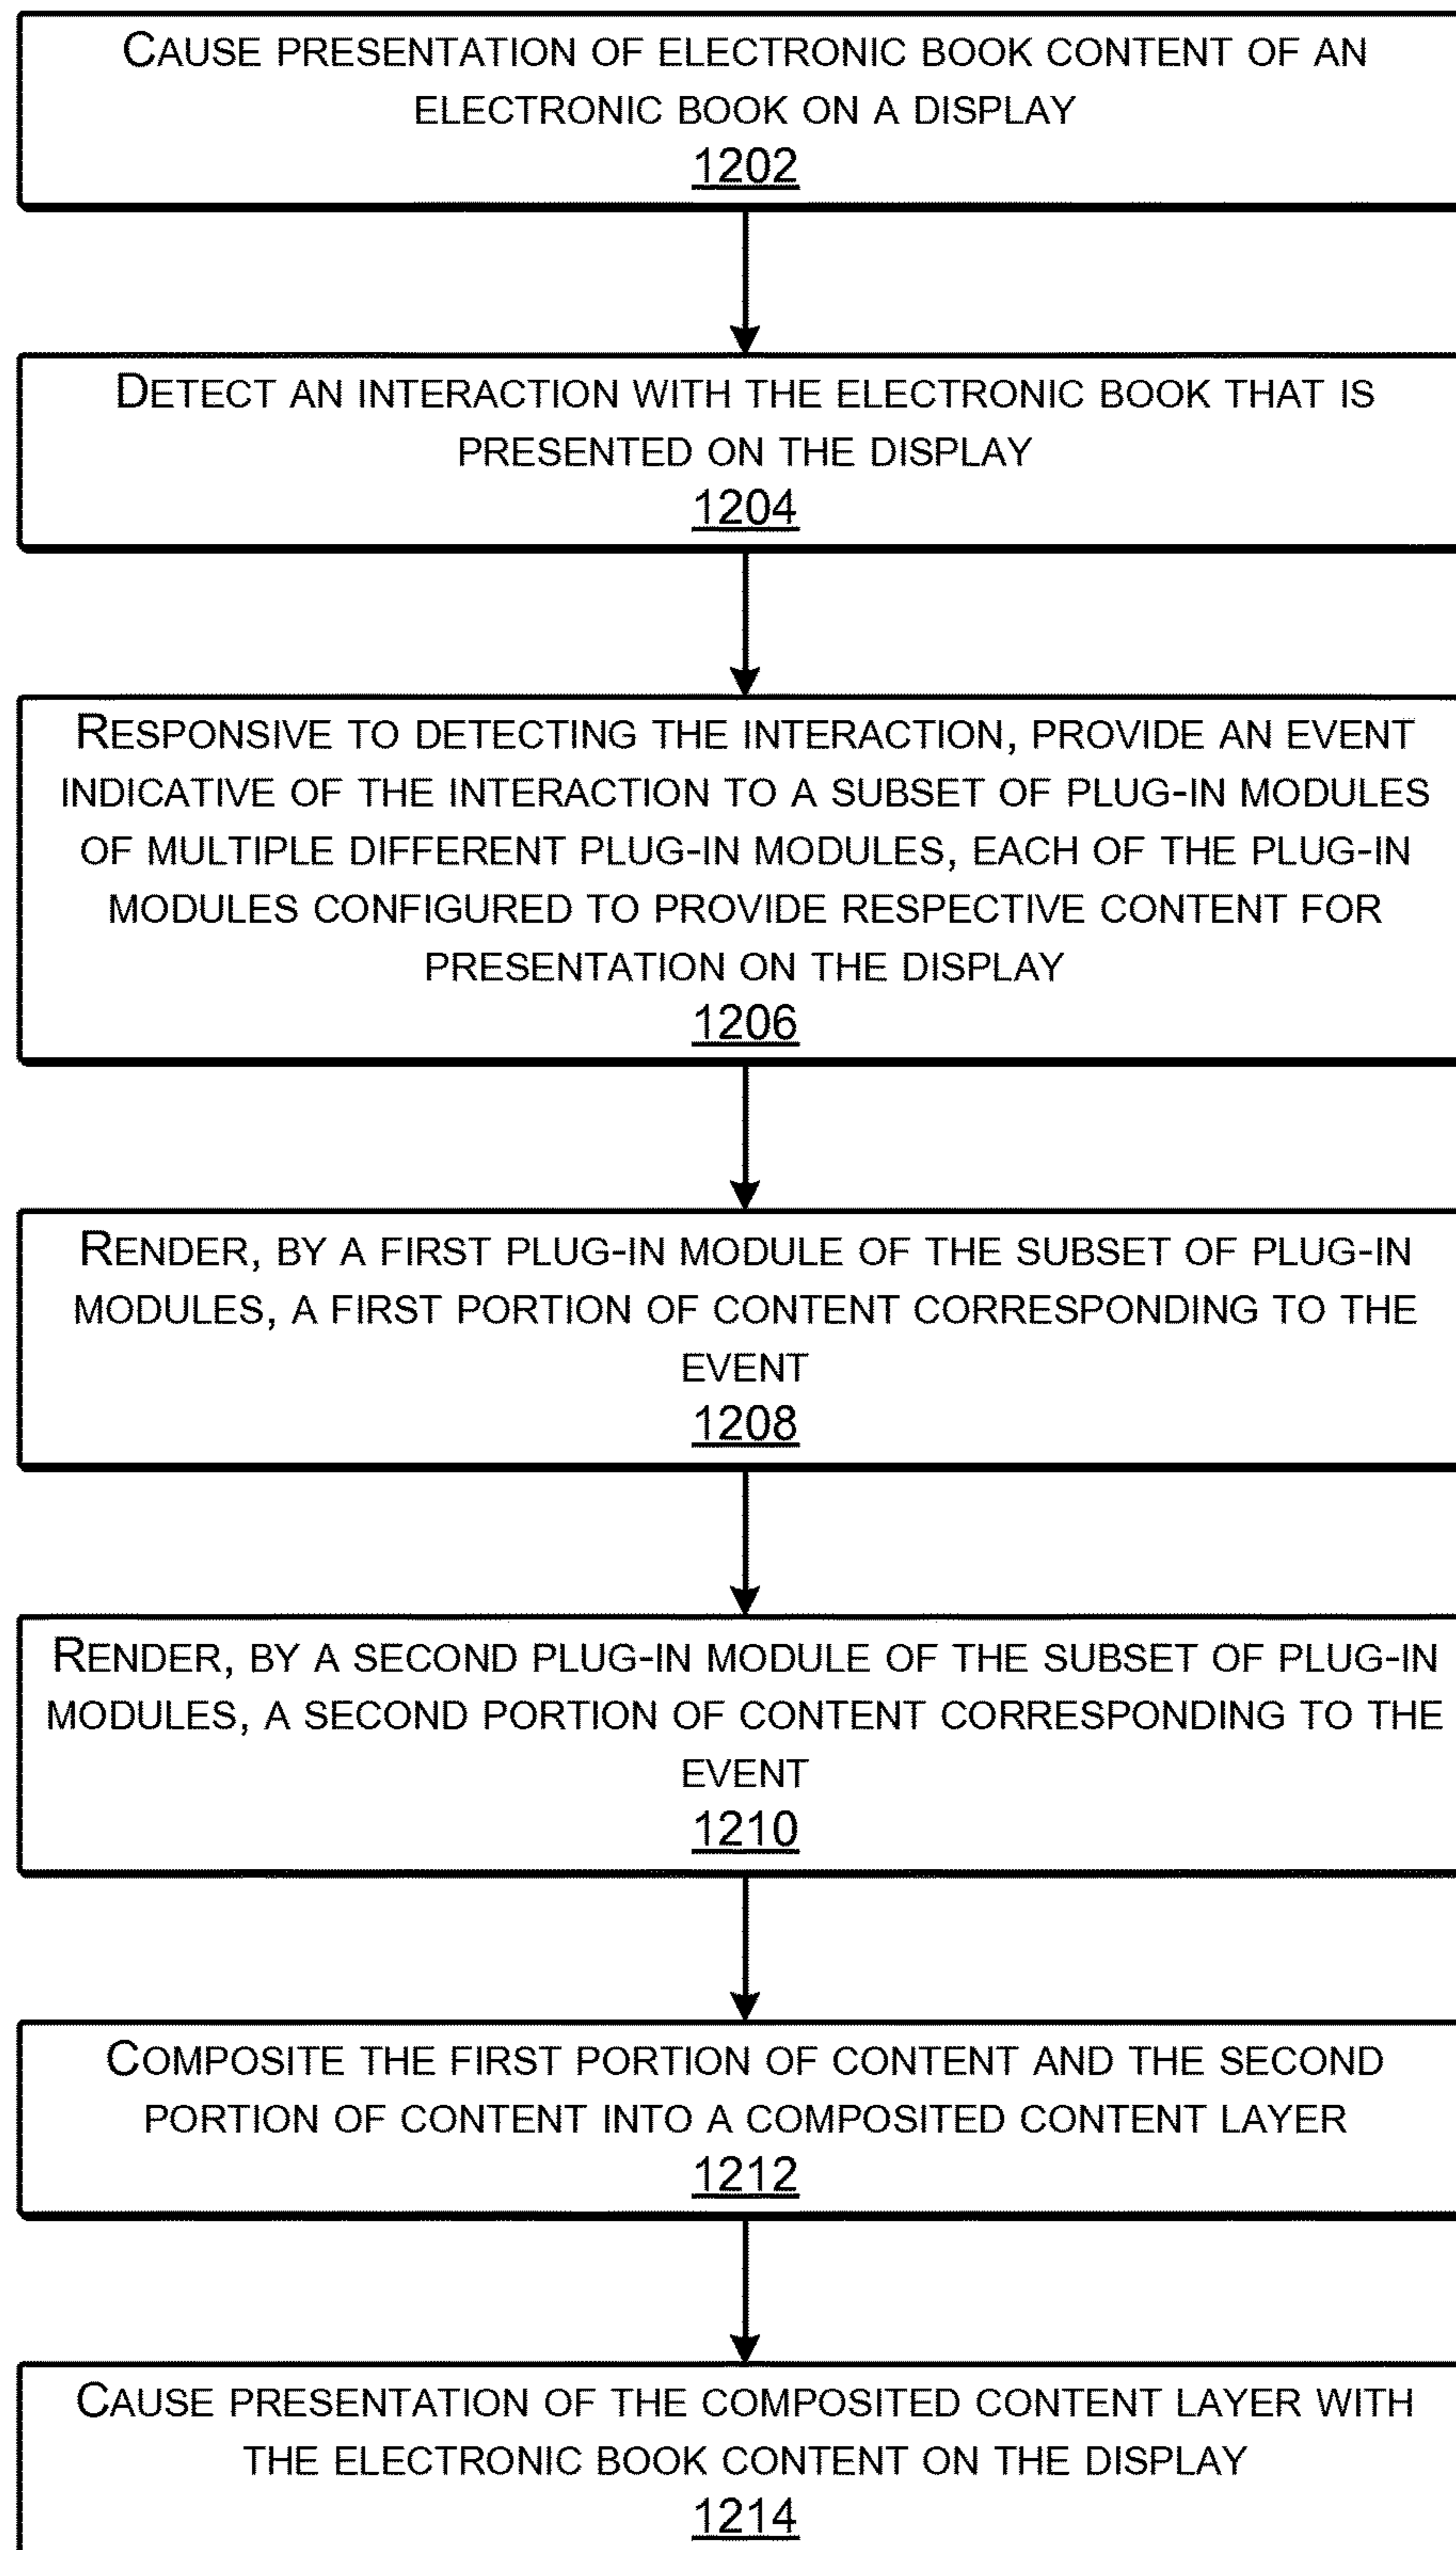 CAUSE PRESENTATION OF ELECTRONIC BOOK CONTENT OF AN
ELECTRONIC BOOK ON A DISPLAY
1202
DETECT AN INTERACTION WITH THE ELECTRONIC BOOK THAT IS
PRESENTED ON THE DISPLAY
1204
RESPONSIVE TO DETECTING THE INTERACTION, PROVIDE AN EVENT
INDICATIVE OF THE INTERACTION TO A SUBSET OF PLUG-IN MODULES
OF MULTIPLE DIFFERENT PLUG-IN MODULES, EACH OF THE PLUG-IN
MODULES CONFIGURED TO PROVIDE RESPECTIVE CONTENT FOR
PRESENTATION ON THE DISPLAY
1206
RENDER, BY A FIRST PLUG-IN MODULE OF THE SUBSET OF PLUG-IN
MODULES, A FIRST PORTION OF CONTENT CORRESPONDING TO THE
EVENT
1208
RENDER, BY A SECOND PLUG-IN MODULE OF THE SUBSET OF PLUG-IN
MODULES, A SECOND PORTION OF CONTENT CORRESPONDING TO THE
EVENT
1210
COMPOSITE THE FIRST PORTION OF CONTENT AND THE SECOND
PORTION OF CONTENT INTO A COMPOSITED CONTENT LAYER
1212
CAUSE PRESENTATION OF THE COMPOSITED CONTENT LAYER WITH
THE ELECTRONIC BOOK CONTENT ON THE DISPLAY
1214